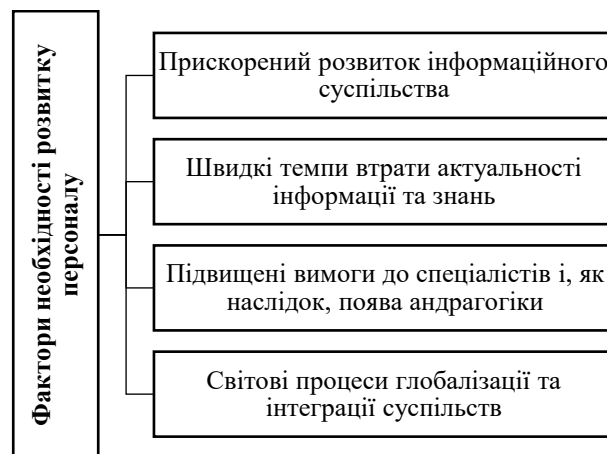 Фактори необхідності розвитку
персоналу
Прискорений розвиток інформаційного
суспільства
Швидкі темпи втрати актуальності
інформації та знань
Підвищені вимоги до спеціалістів і, як
наслідок, поява андрагогіки
Світові процеси глобалізації та
інтеграції суспільств